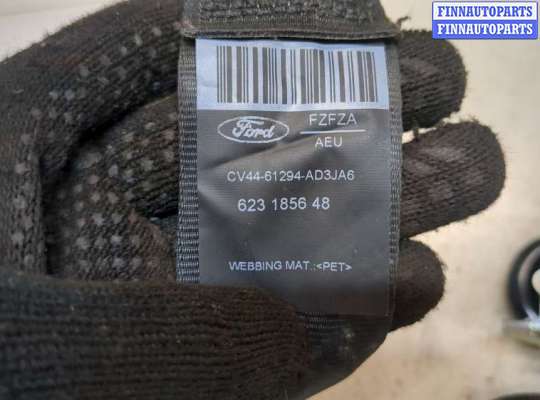 FINNAUTOPARTS
FINNAUTOPARTS
Ford
FZFZA
AEU
CV44-61294-AD3JA6
623 1856 48
WEBBING MAT.:<PET>